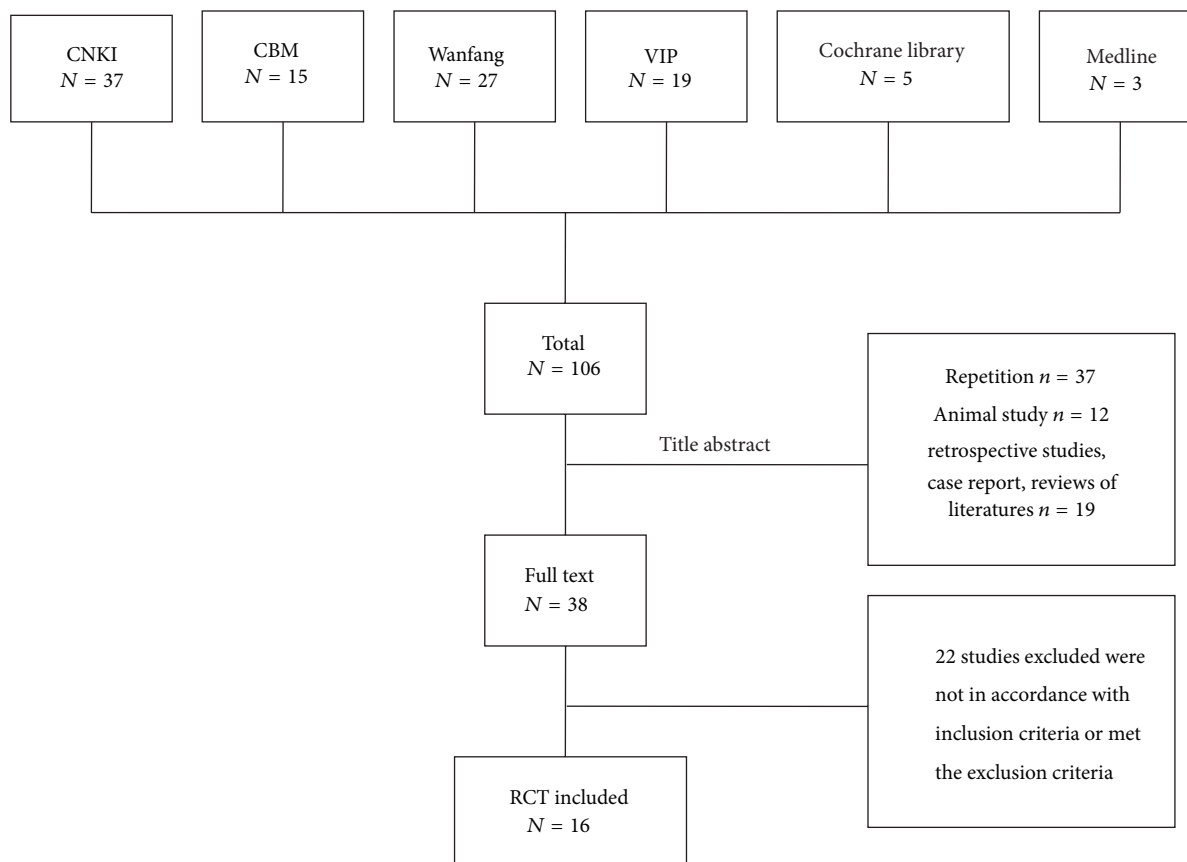 CNKI
N = 37
CBM
N = 15
Wanfang
N = 27
VIP
N = 19
Cochrane library
N = 5
Medline
N = 3
Total
N = 106
Title abstract
Repetition n = 37
Animal study n = 12
retrospective studies,
case report, reviews of
literatures n = 19
Full text
N = 38
22 studies excluded were
not in accordance with
inclusion criteria or met
the exclusion criteria
RCT included
N = 16